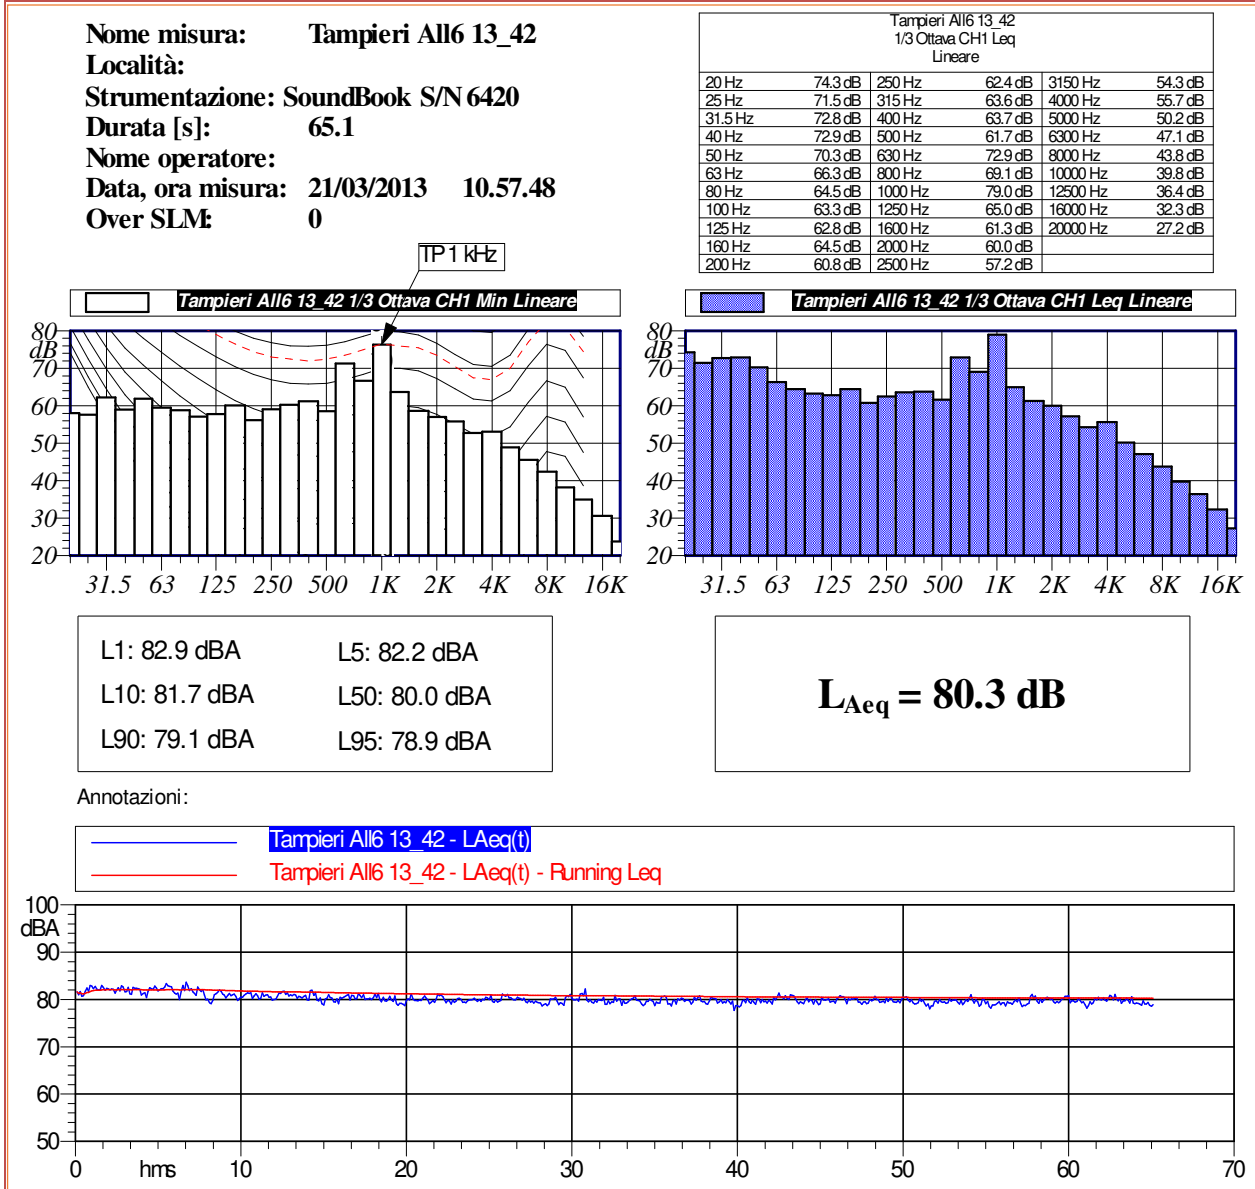 Nome misura: Tampieri All6 13_42
Località:
Strumentazione: SoundBook S/N 6420
Durata [s]: 65.1
Nome operatore:
Data, ora misura: 21/03/2013 10.57.48
Over SLM: 0
Tampieri All6 13_42
1/3 Ottava CH1 Leq
Lineare
20 Hz 74.3 dB 250 Hz 62.4 dB 3150 Hz 54.3 dB
25 Hz 71.5 dB 315 Hz 63.6 dB 4000 Hz 55.7 dB
31.5 Hz 72.8 dB 400 Hz 63.7 dB 5000 Hz 50.2 dB
40 Hz 72.9 dB 500 Hz 61.7 dB 6300 Hz 47.1 dB
50 Hz 70.3 dB 630 Hz 72.9 dB 8000 Hz 43.8 dB
63 Hz 66.3 dB 800 Hz 69.1 dB 10000 Hz 39.8 dB
80 Hz 64.5 dB 1000 Hz 79.0 dB 12500 Hz 36.4 dB
100 Hz 63.3 dB 1250 Hz 65.0 dB 16000 Hz 32.3 dB
125 Hz 62.8 dB 1600 Hz 61.3 dB 20000 Hz 27.2 dB
160 Hz 64.5 dB 2000 Hz 60.0 dB
200 Hz 60.8 dB 2500 Hz 57.2 dB
TP 1 kHz
Tampieri All6 13_42 1/3 Ottava CH1 Min Lineare
80
dB
70
60
50
40
30
20
31.5 63 125 250 500 1K 2K 4K 8K 16K
Tampieri All6 13_42 1/3 Ottava CH1 Leq Lineare
80
dB
70
60
50
40
30
20
31.5 63 125 250 500 1K 2K 4K 8K 16K
L1: 82.9 dBA L5: 82.2 dBA
L10: 81.7 dBA L50: 80.0 dBA
L90: 79.1 dBA L95: 78.9 dBA
LAeq = 80.3 dB
Annotazioni:
Tampieri All6 13_42 - LAeq(t)
Tampieri All6 13_42 - LAeq(t) - Running Leq
100
dBA
90
80
70
60
50
0 hms 10 20 30 40 50 60 70